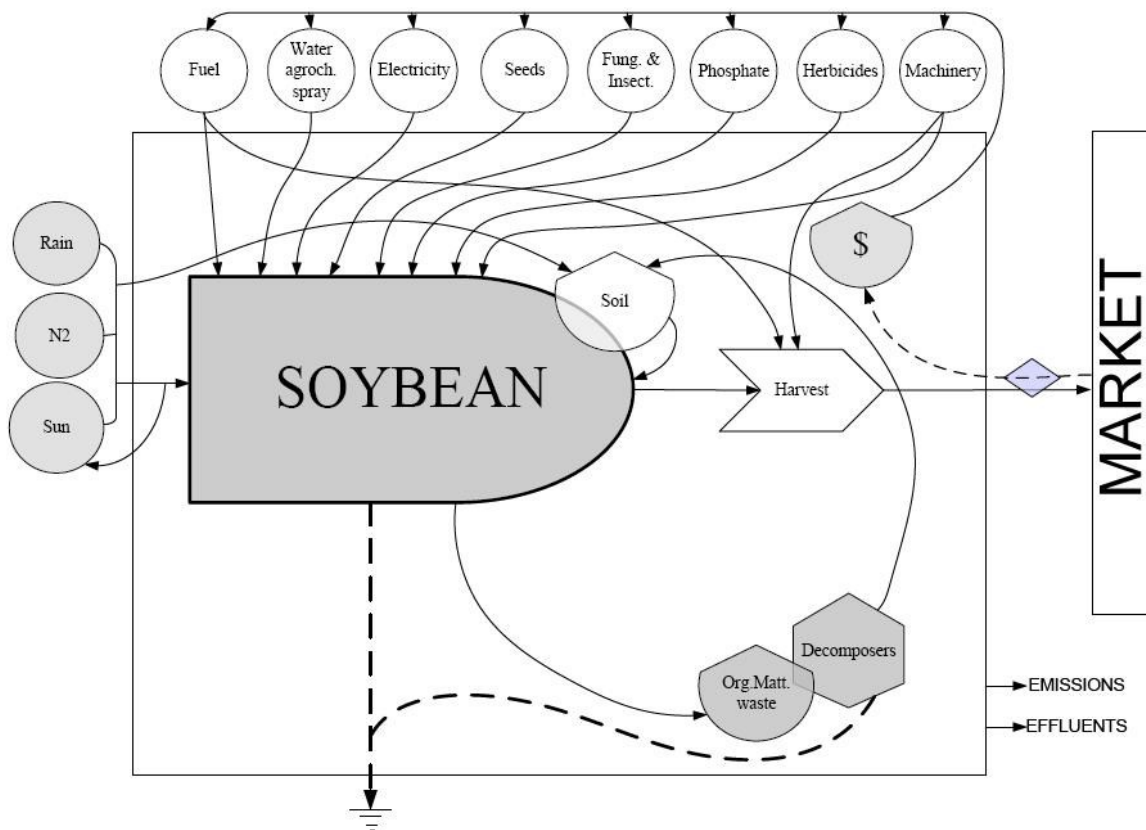 Fuel
Water
agroch.
spray
Electricity
Seeds
Fung. &
Insect.
Phosphate
Herbicides
Machinery
Rain
N2
Sun
SOYBEAN
Soil
$
Harvest
MARKET
Decomposers
Org.Matt.
waste
EMISSIONS
EFFLUENTS